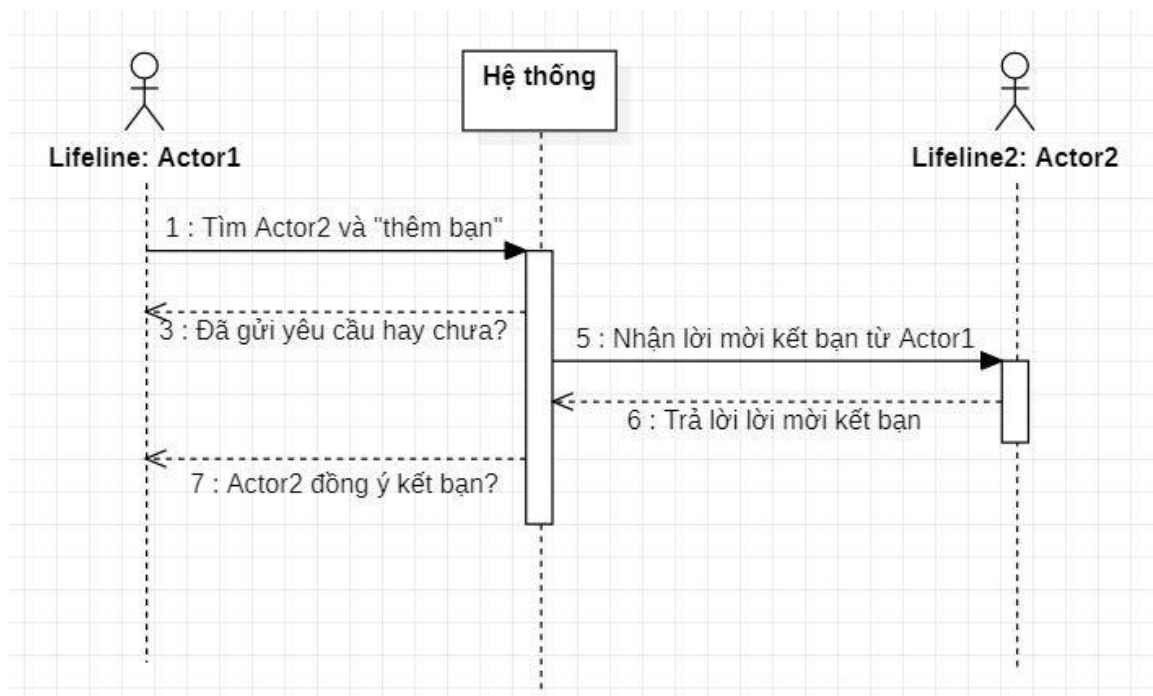 Hệ thống
Lifeline: Actor1
Lifeline2: Actor2
1 : Tìm Actor2 và "thêm bạn"
3 : Đã gửi yêu cầu hay chưa?
5 : Nhận lời mời kết bạn từ Actor1
6 : Trả lời lời mời kết bạn
7 : Actor2 đồng ý kết bạn?